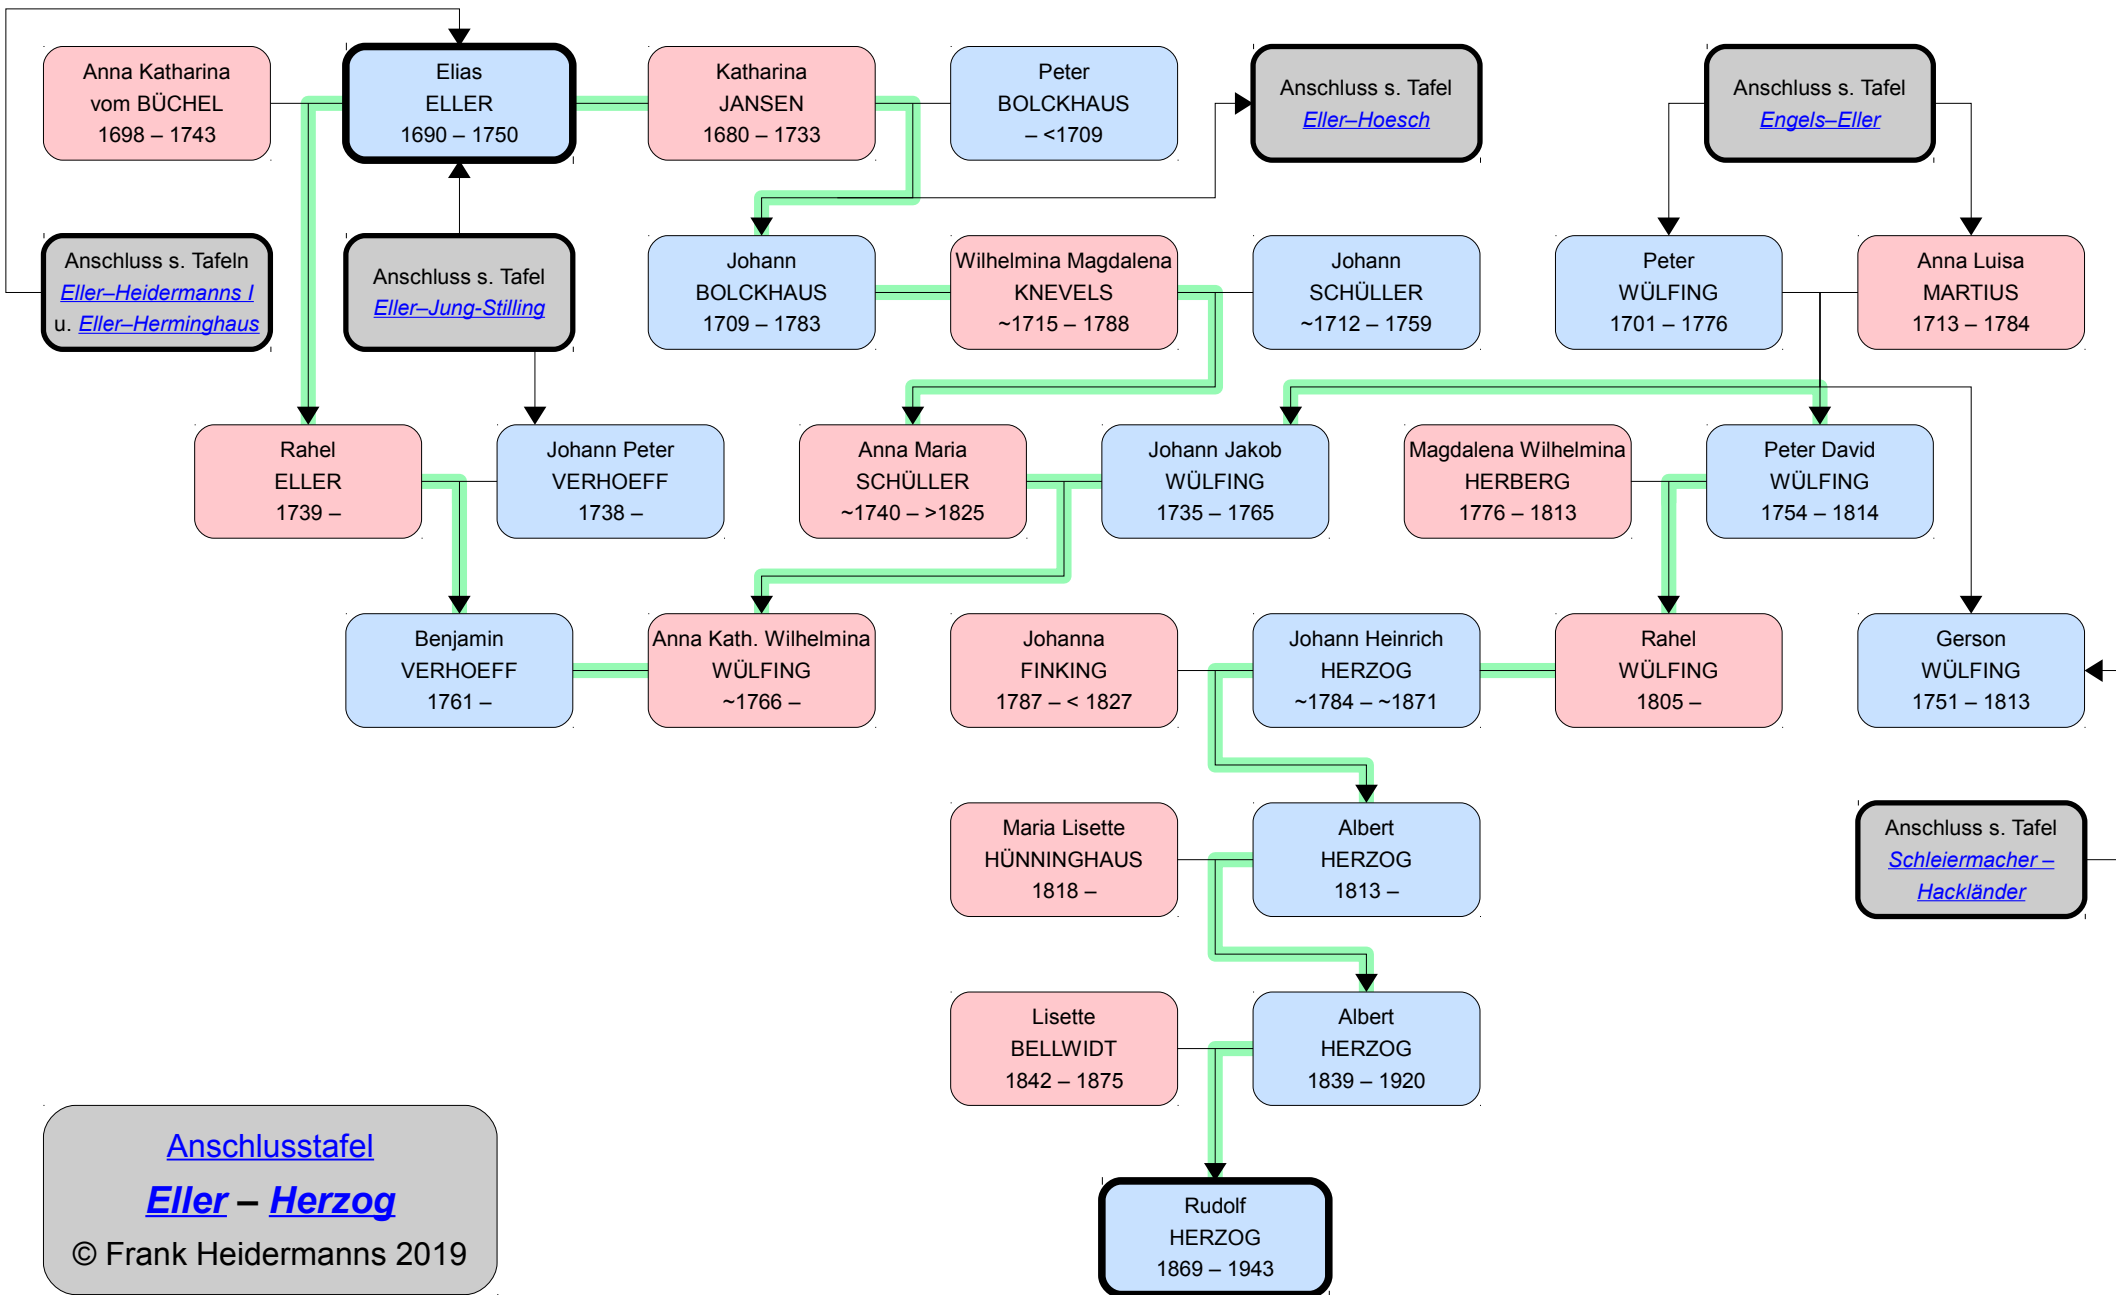 Anna Katharina
vom BÜCHEL
1698 – 1743
Elias
ELLER
1690 – 1750
Katharina
JANSEN
1680 – 1733
Peter
BOLCKHAUS
– <1709
Anschluss s. Tafel
Eller–Hoesch
Anschluss s. Tafel
Engels–Eller
Anschluss s. Tafeln
Eller–Heidermanns I
u. Eller–Herminghaus
Anschluss s. Tafel
Eller–Jung-Stilling
Johann
BOLCKHAUS
1709 – 1783
Wilhelmina Magdalena
KNEVELS
~1715 – 1788
Johann
SCHÜLLER
~1712 – 1759
Peter
WÜLFING
1701 – 1776
Anna Luisa
MARTIUS
1713 – 1784
Rahel
ELLER
1739 –
Johann Peter
VERHOEFF
1738 –
Anna Maria
SCHÜLLER
~1740 – >1825
Johann Jakob
WÜLFING
1735 – 1765
Magdalena Wilhelmina
HERBERG
1776 – 1813
Peter David
WÜLFING
1754 – 1814
Benjamin
VERHOEFF
1761 –
Anna Kath. Wilhelmina
WÜLFING
~1766 –
Johanna
FINKING
1787 – < 1827
Johann Heinrich
HERZOG
~1784 – ~1871
Rahel
WÜLFING
1805 –
Gerson
WÜLFING
1751 – 1813
Maria Lisette
HÜNNINGHAUS
1818 –
Albert
HERZOG
1813 –
Anschluss s. Tafel
Schleiermacher –
Hackländer
Lisette
BELLWIDT
1842 – 1875
Albert
HERZOG
1839 – 1920
Anschlusstafel
Eller – Herzog
© Frank Heidermanns 2019
Rudolf
HERZOG
1869 – 1943